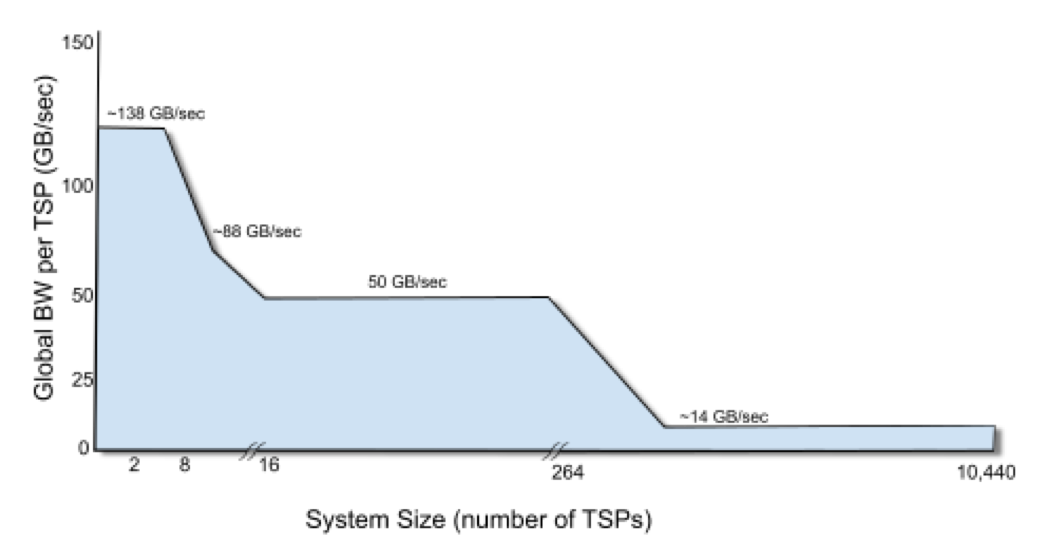 150
~138 GB/sec
100
~88 GB/sec
50 GB/sec
50
25
~14 GB/sec
0
2
8
16
264
10,440
Global BW per TSP (GB/sec)
System Size (number of TSPs)